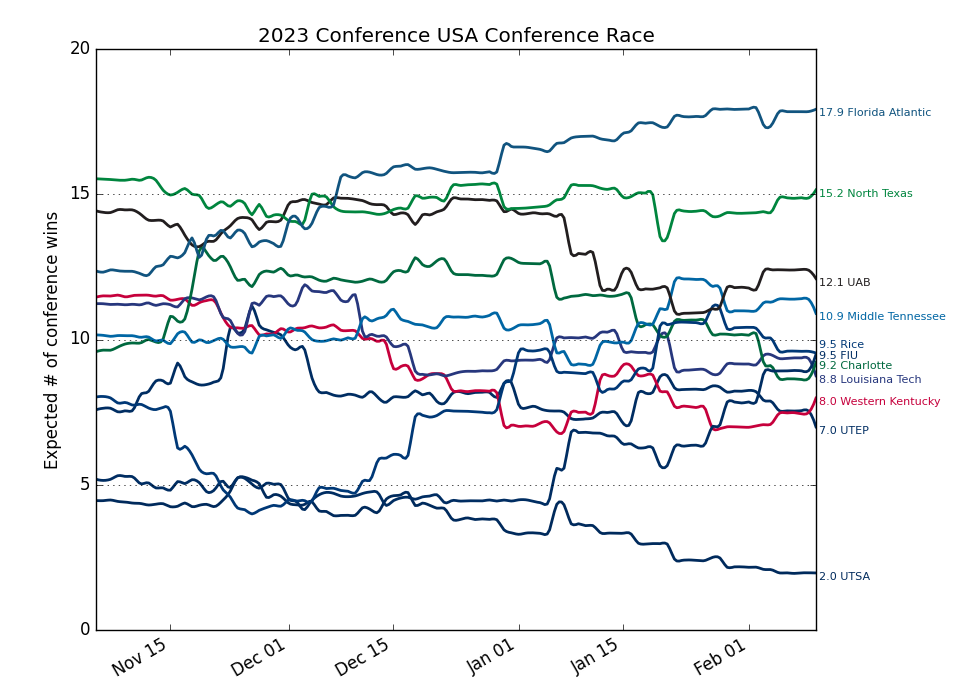 2023 Conference USA Conference Race
Expected # of conference wins
20
15
10
5
0
Nov 15
Dec 01
Dec 15
Jan 01
Jan 15
Feb 01
17.9 Florida Atlantic
15.2 North Texas
12.1 UAB
10.9 Middle Tennessee
9.5 Rice
9.5 FIU
9.2 Charlotte
8.8 Louisiana Tech
8.0 Western Kentucky
7.0 UTEP
2.0 UTSA